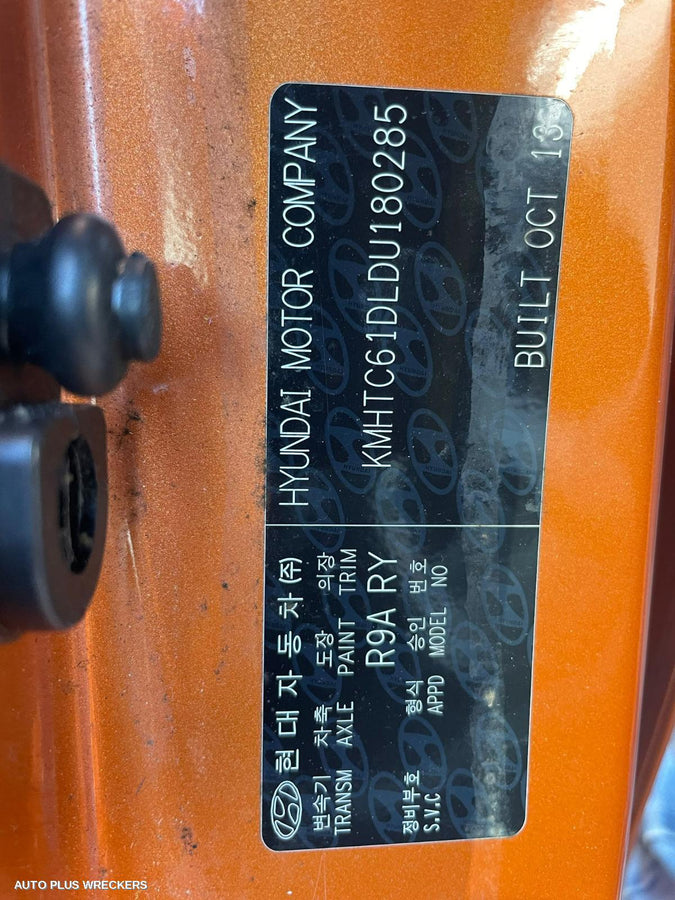 현대자동차(주)
변속기 차축 도장 의장
TRANSM AXLE PAINT TRIM
R9A RY
정비부호 형식 승인 번호
S.V.C APPD MODEL NO
HYUNDAI MOTOR COMPANY
KMHTC61DLDU180285
BUILT OCT 13
AUTO PLUS WRECKERS